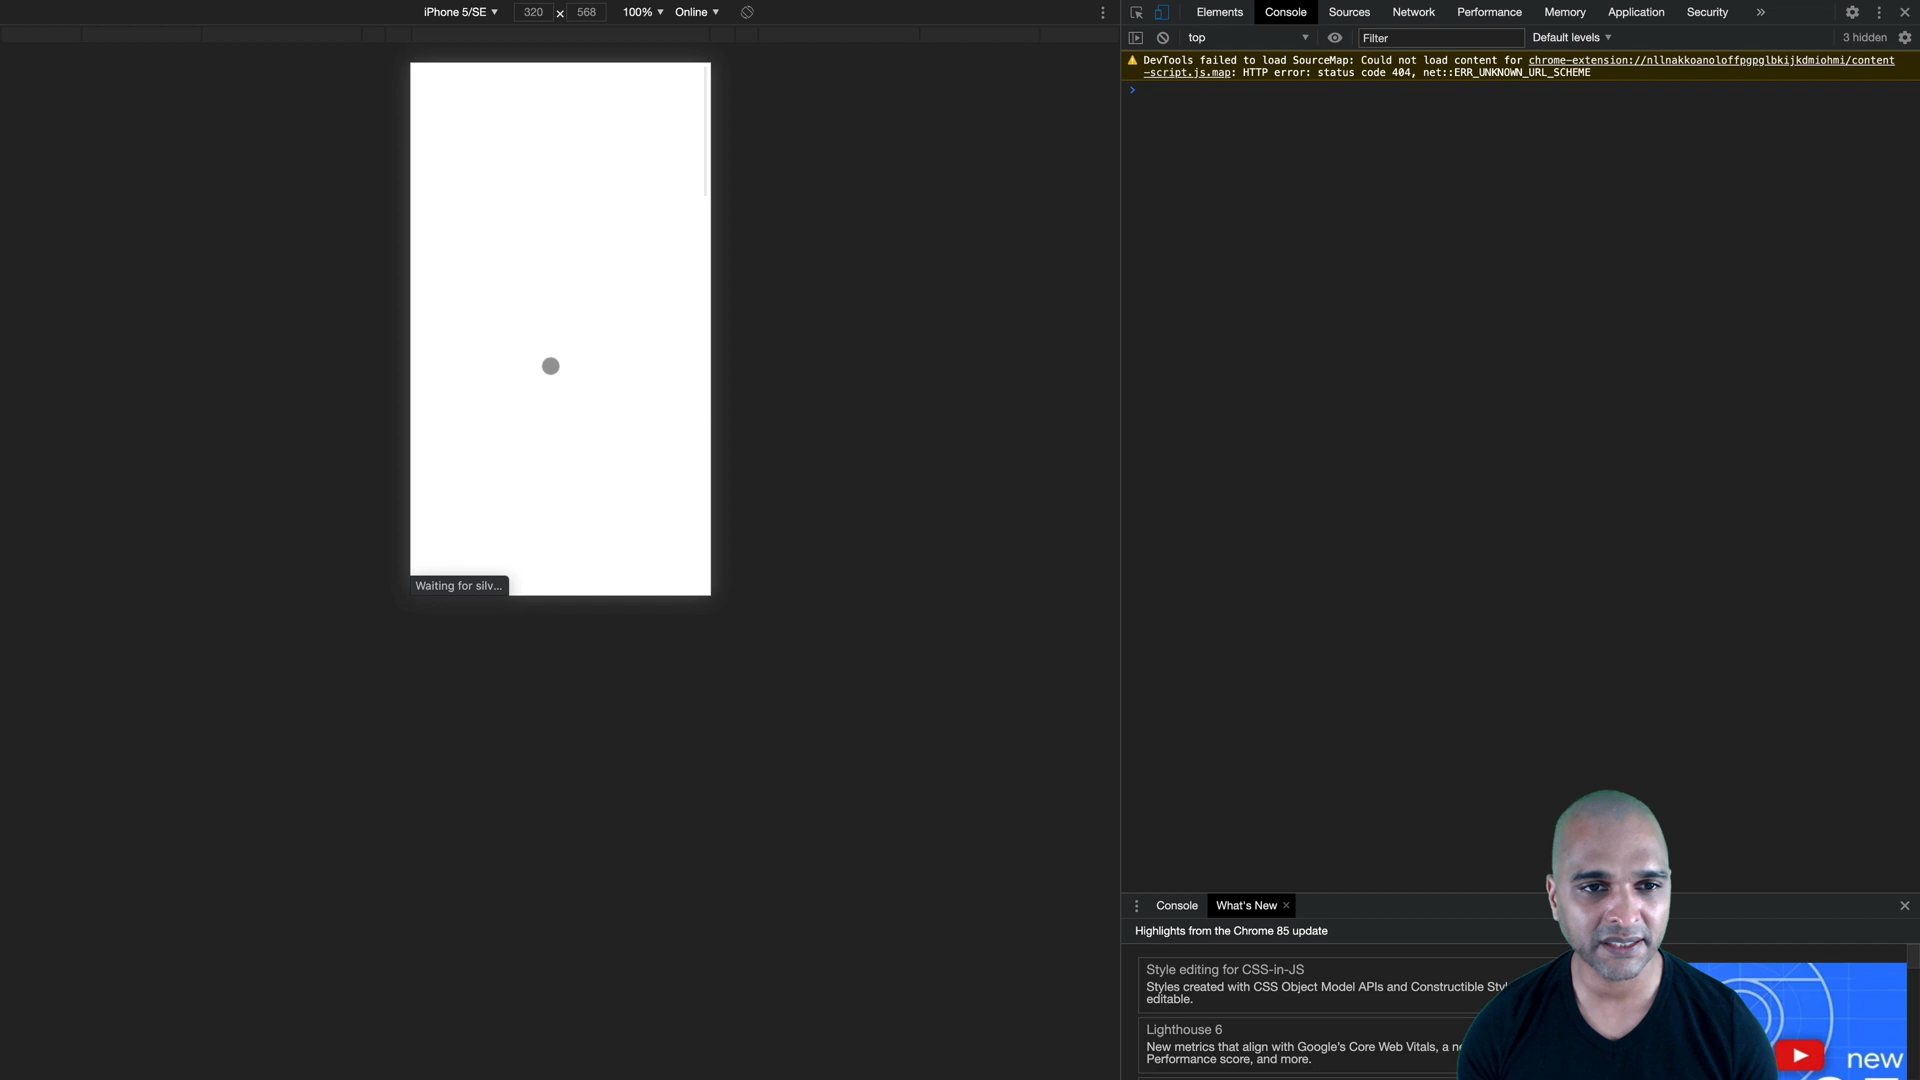 iPhone 5/SE ▼ 320 × 568 100% ▼ Online ▼
Elements Console Sources Network Performance Memory Application Security »
top ▼ Filter Default levels ▼ 3 hidden
DevTools failed to load SourceMap: Could not load content for chrome-extension://nllnakkoanoloffpgpglbkijkdmiohmi/content
-script.js.map: HTTP error: status code 404, net::ERR_UNKNOWN_URL_SCHEME
>
Waiting for silv...
Console What's New ×
Highlights from the Chrome 85 update
Style editing for CSS-in-JS
Styles created with CSS Object Model APIs and Constructible
editable.
Lighthouse 6
New metrics that align with Google's Core Web Vitals, a
Performance score, and more.
new